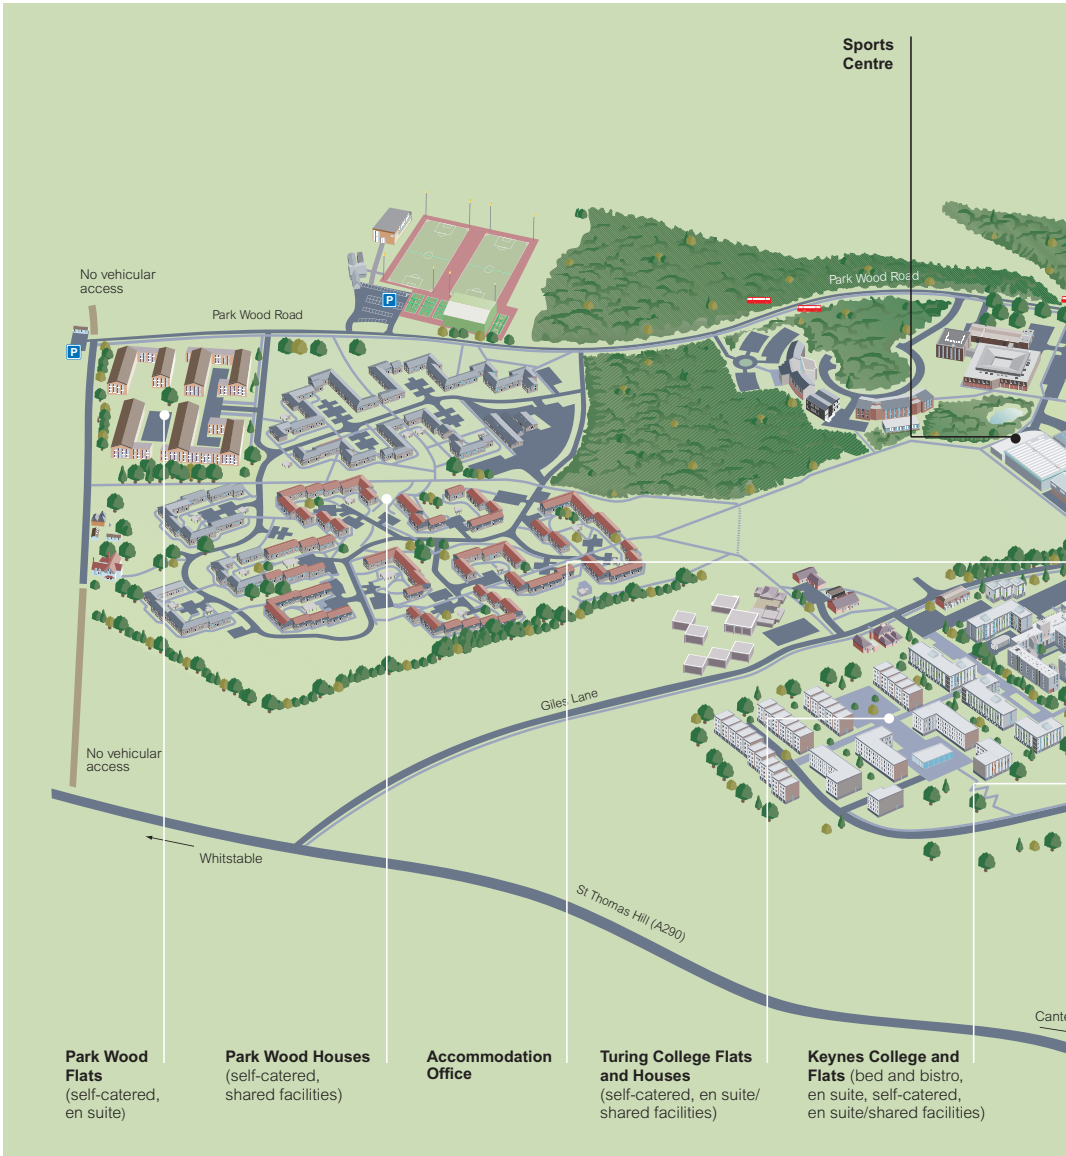 Sports
Centre
Park Wood Road
No vehicular
access
P
Park Wood Road
P
Giles Lane
No vehicular
access
Whitstable
St Thomas Hill (A290)
Cante
Park Wood
Flats
(self-catered,
en suite)
Park Wood Houses
(self-catered,
shared facilities)
Accommodation
Office
Turing College Flats
and Houses
(self-catered, en suite/
shared facilities)
Keynes College and
Flats (bed and bistro,
en suite, self-catered,
en suite/shared facilities)